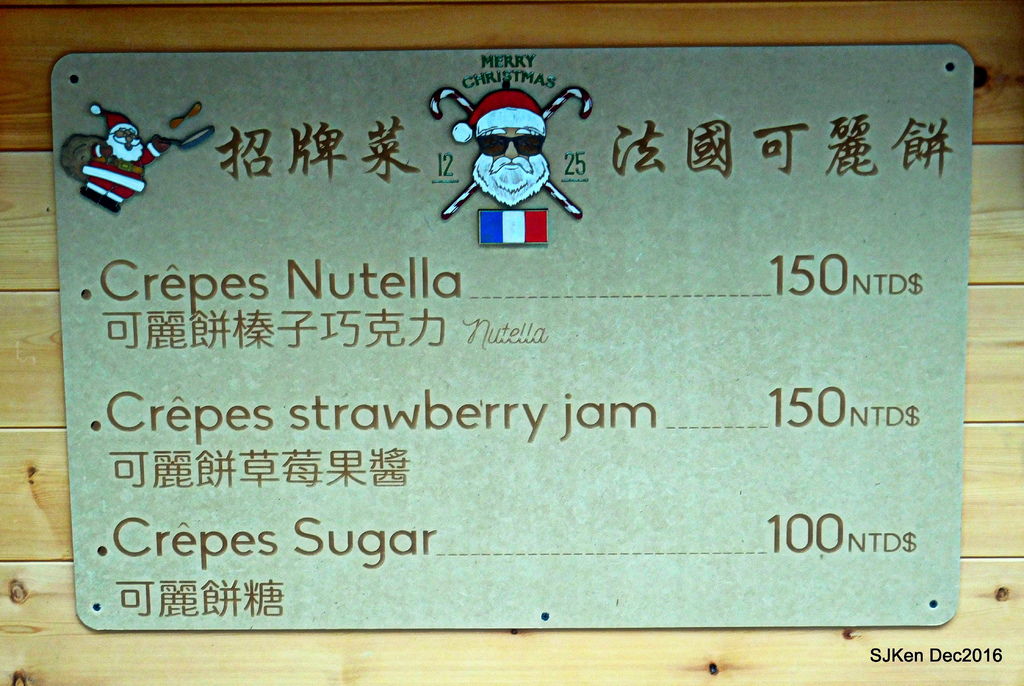 MERRY
CHRISTMAS
招牌菜 12 25 法國可麗餅
Crêpes Nutella 150NTD$
可麗餅榛子巧克力 Nutella
Crêpes strawberry jam 150NTD$
可麗餅草莓果醬
Crêpes Sugar 100NTD$
可麗餅糖
SJKen Dec2016